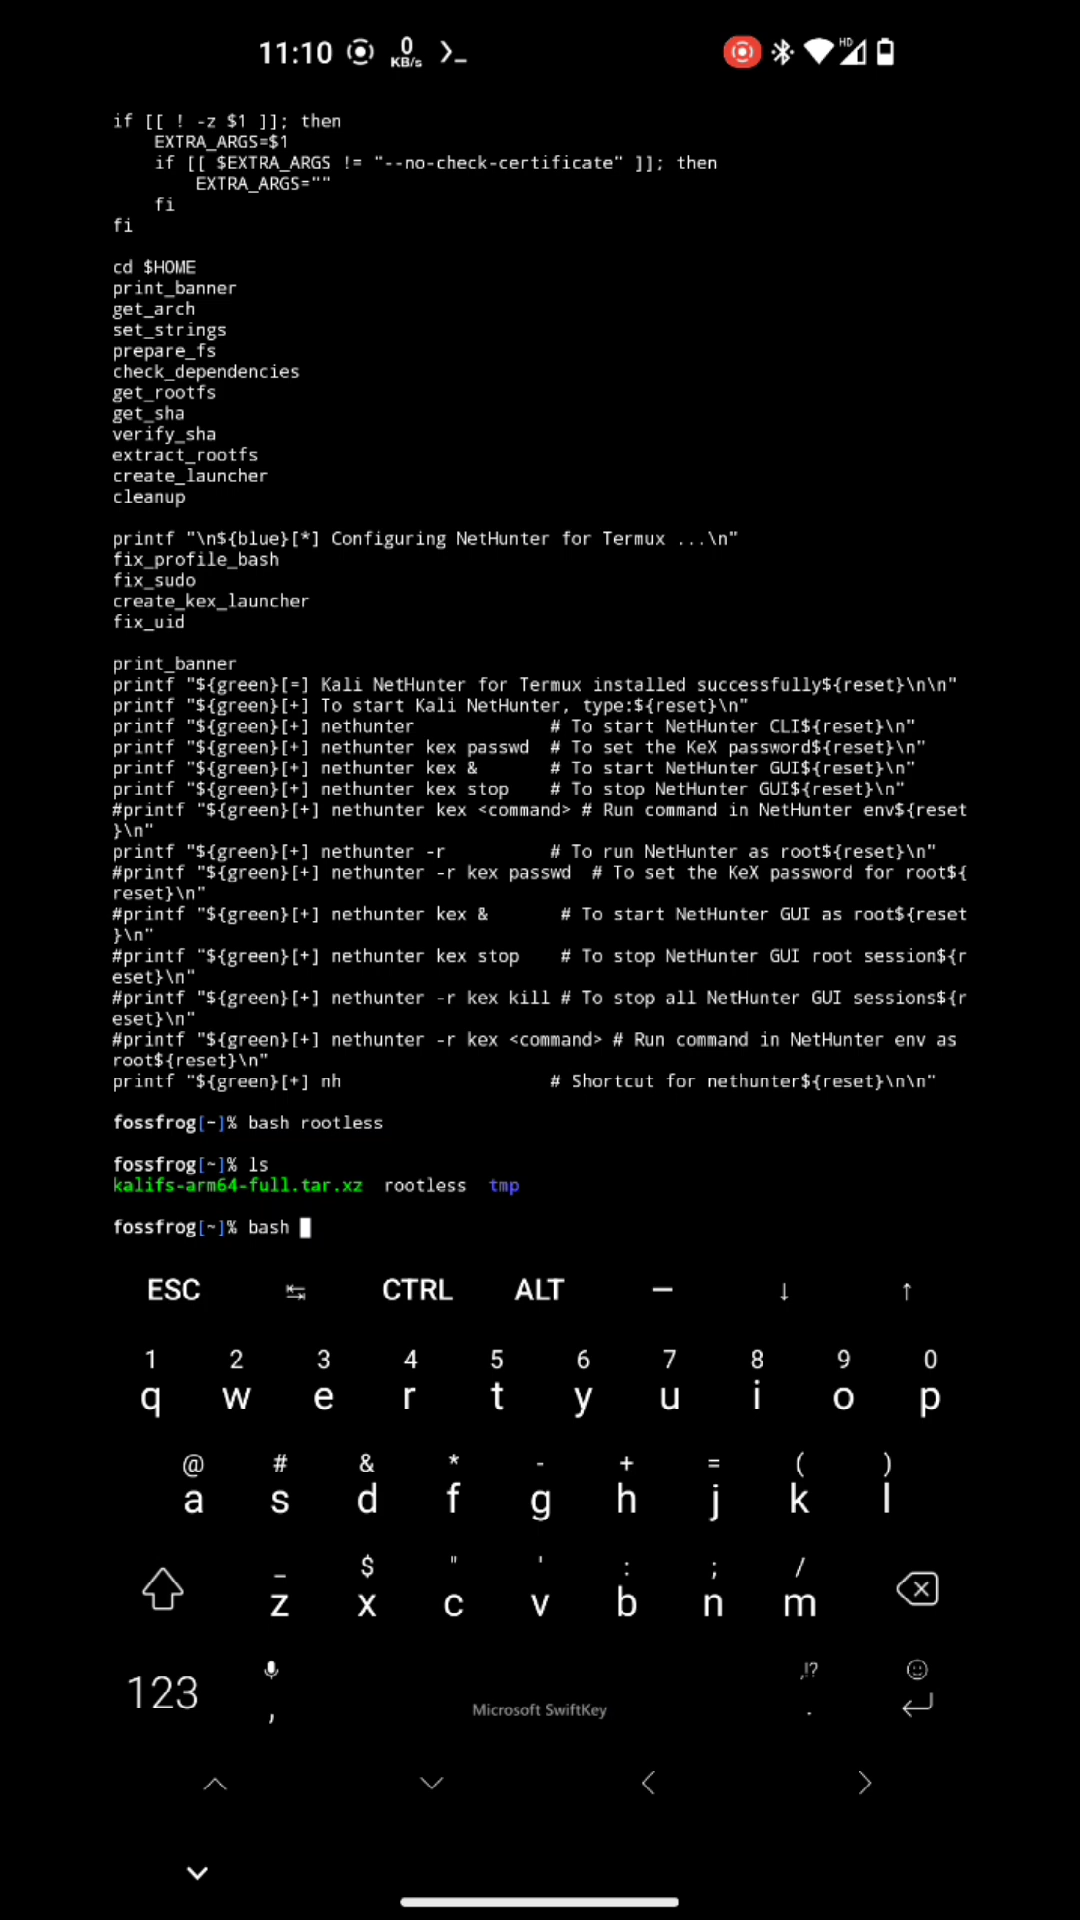 11:10 0 KB/s HD
if [[ ! -z $1 ]]; then
    EXTRA_ARGS=$1
    if [[ $EXTRA_ARGS != "--no-check-certificate" ]]; then
        EXTRA_ARGS=""
    fi
fi

cd $HOME
print_banner
get_arch
set_strings
prepare_fs
check_dependencies
get_rootfs
get_sha
verify_sha
extract_rootfs
create_launcher
cleanup

printf "\n${blue}[*] Configuring NetHunter for Termux ...\n"
fix_profile_bash
fix_sudo
create_kex_launcher
fix_uid

print_banner
printf "${green}[=] Kali NetHunter for Termux installed successfully${reset}\n\n"
printf "${green}[+] To start Kali NetHunter, type:${reset}\n"
printf "${green}[+] nethunter             # To start NetHunter CLI${reset}\n"
printf "${green}[+] nethunter kex passwd  # To set the KeX password${reset}\n"
printf "${green}[+] nethunter kex &       # To start NetHunter GUI${reset}\n"
printf "${green}[+] nethunter kex stop    # To stop NetHunter GUI${reset}\n"
#printf "${green}[+] nethunter kex <command> # Run command in NetHunter env${reset
}\n"
printf "${green}[+] nethunter -r          # To run NetHunter as root${reset}\n"
#printf "${green}[+] nethunter -r kex passwd  # To set the KeX password for root${
reset}\n"
#printf "${green}[+] nethunter kex &       # To start NetHunter GUI as root${reset
}\n"
#printf "${green}[+] nethunter kex stop    # To stop NetHunter GUI root session${r
eset}\n"
#printf "${green}[+] nethunter -r kex kill # To stop all NetHunter GUI sessions${r
eset}\n"
#printf "${green}[+] nethunter -r kex <command> # Run command in NetHunter env as
root${reset}\n"
printf "${green}[+] nh                    # Shortcut for nethunter${reset}\n\n"

fossfrog[~]% bash rootless

fossfrog[~]% ls
kalifs-arm64-full.tar.xz  rootless  tmp

fossfrog[~]% bash
ESC ↹ CTRL ALT — ↓ ↑
1 2 3 4 5 6 7 8 9 0
q w e r t y u i o p
@ # & * - + = ( )
a s d f g h j k l
_ $ " ' : ; /
z x c v b n m
123 , Microsoft SwiftKey ,!? .